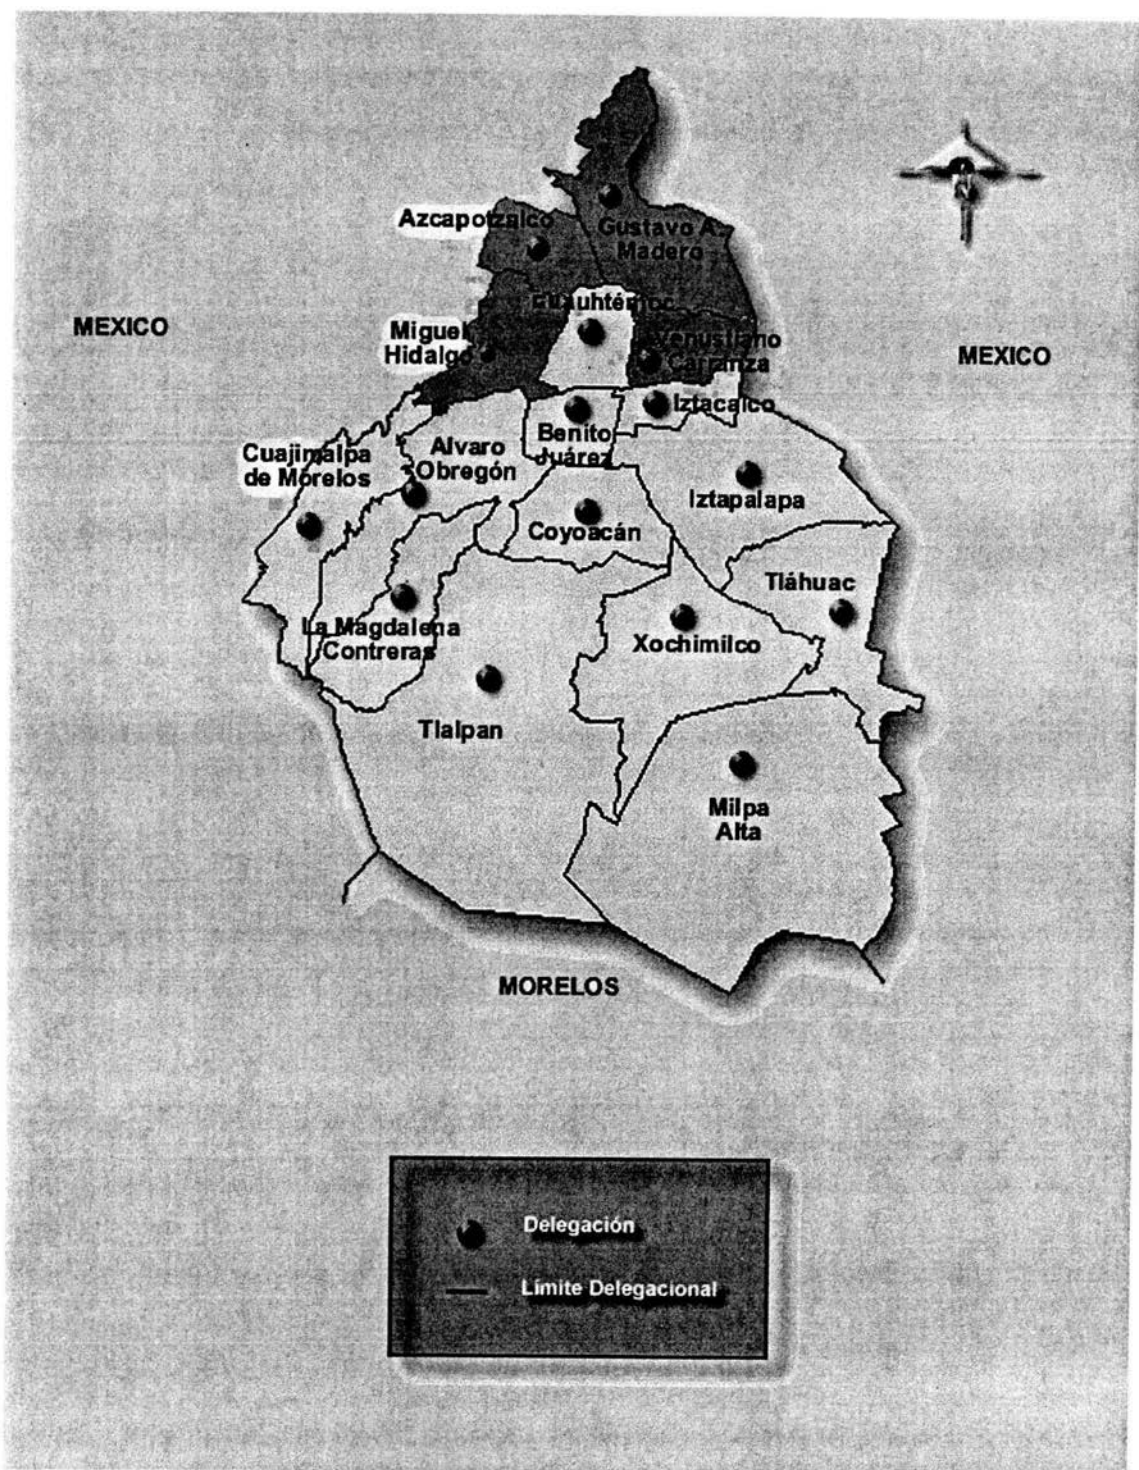 Azcapotzalco
Gustavo A.
Madero
Cuauhtémoc
MEXICO
Miguel
Hidalgo
Venustiano
Carranza
MEXICO
Iztacalco
Benito
Juárez
Alvaro
Obregón
Cuajimalpa
de Morelos
Iztapalapa
Coyoacán
Tláhuac
La Magdalena
Contreras
Xochimilco
Tlalpan
Milpa
Alta
MORELOS
Delegación
Límite Delegacional